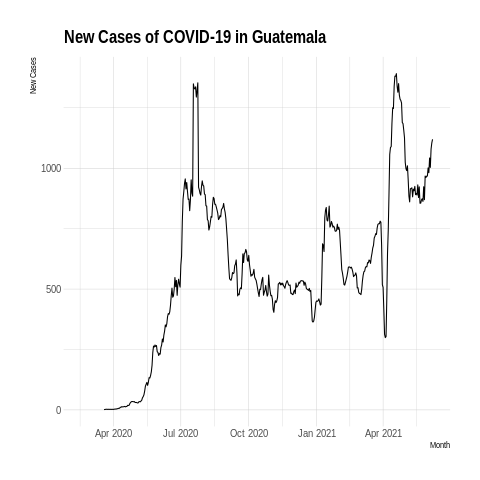 New Cases of COVID-19 in Guatemala
New Cases
1000
500
0
Apr 2020
Jul 2020
Oct 2020
Jan 2021
Apr 2021
Month